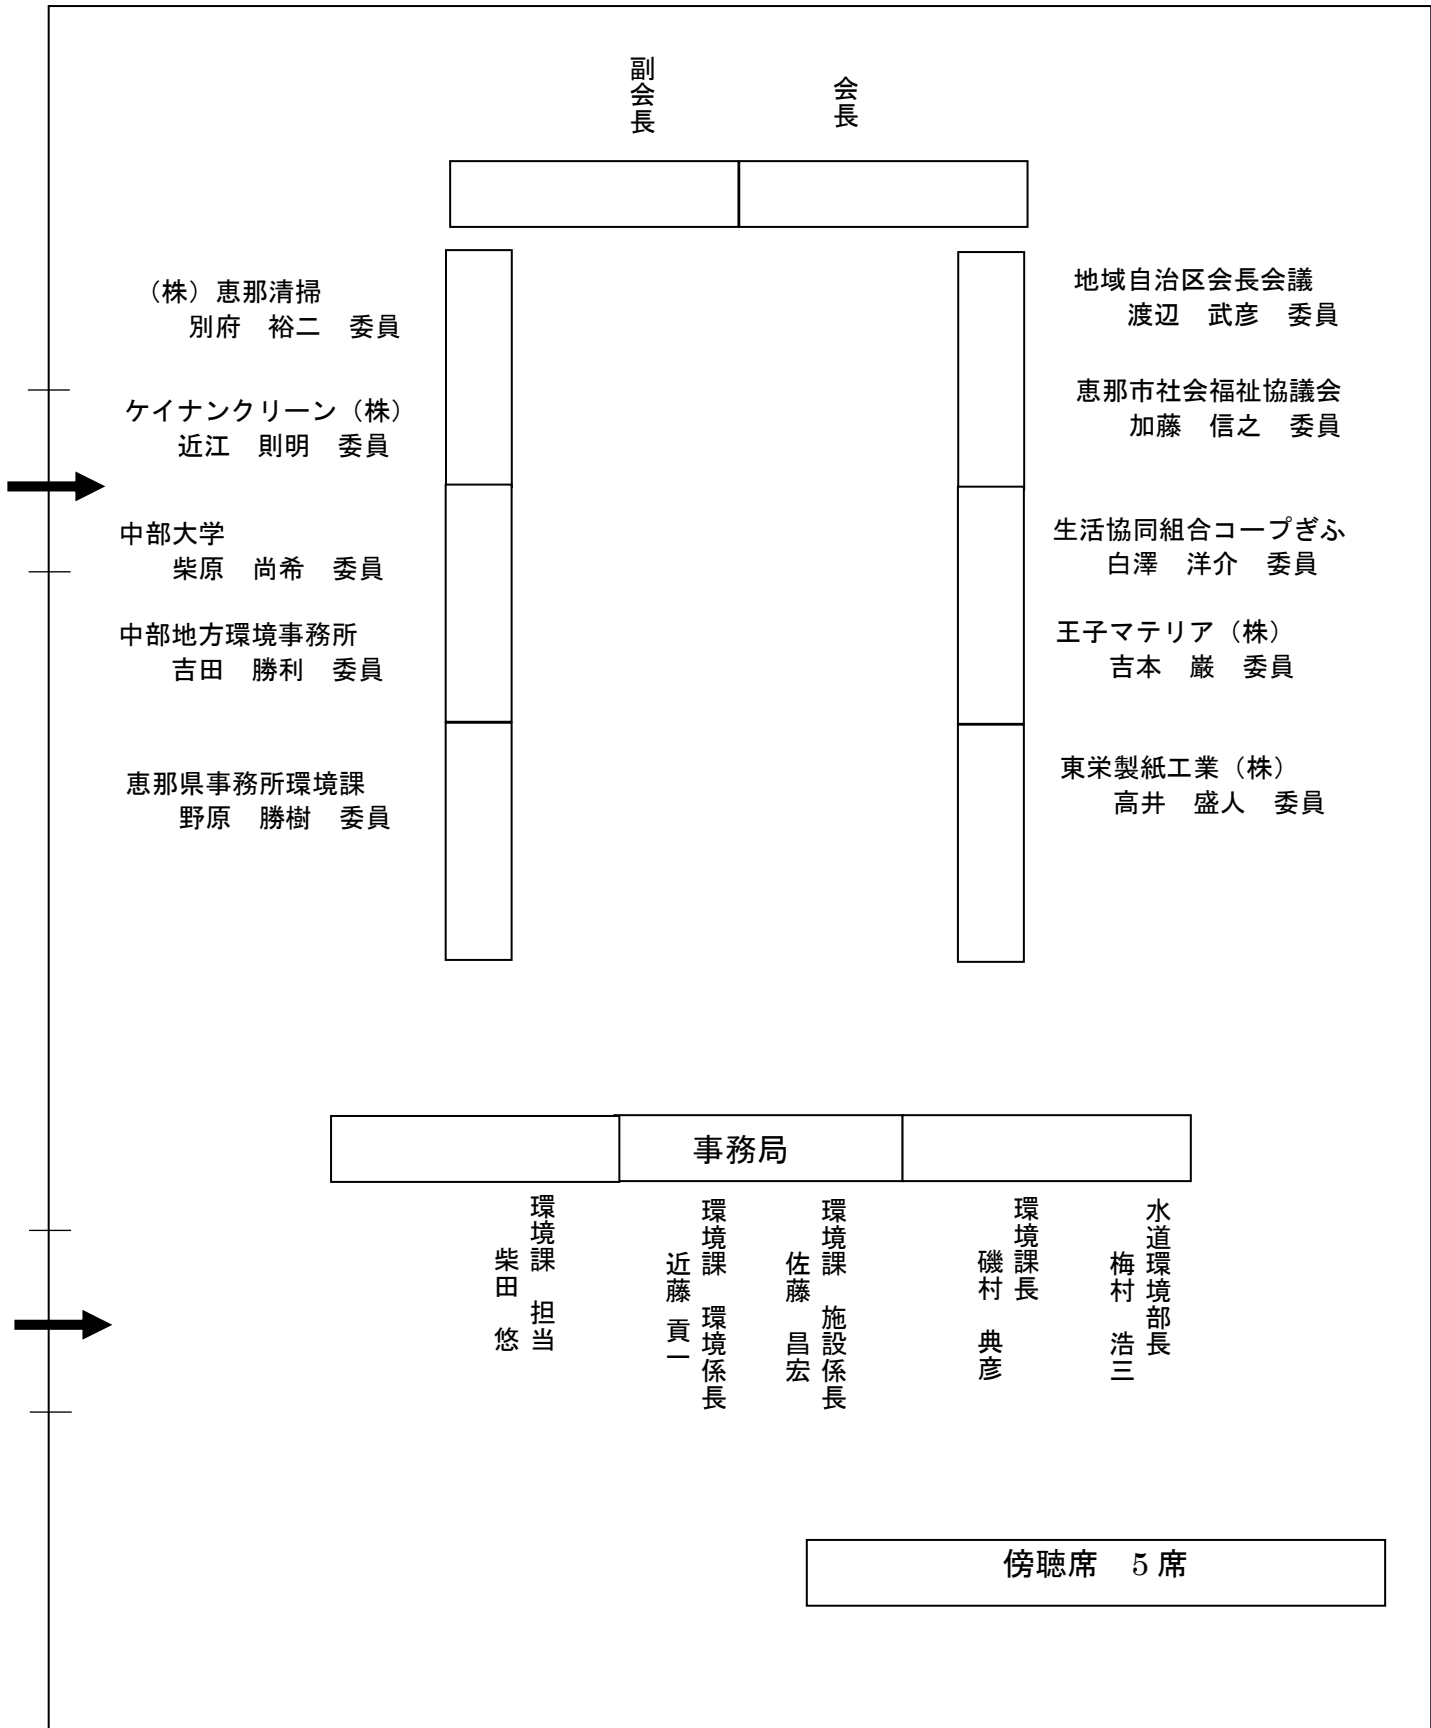 副会長
会長
（株）恵那清掃
別府　裕二　委員
ケイナンクリーン（株）
近江　則明　委員
中部大学
柴原　尚希　委員
中部地方環境事務所
吉田　勝利　委員
恵那県事務所環境課
野原　勝樹　委員
地域自治区会長会議
渡辺　武彦　委員
恵那市社会福祉協議会
加藤　信之　委員
生活協同組合コープぎふ
白澤　洋介　委員
王子マテリア（株）
吉本　巌　委員
東栄製紙工業（株）
高井　盛人　委員
事務局
水道環境部長
梅村　浩三
環境課長
磯村　典彦
環境課　施設係長
佐藤　昌宏
環境課　環境係長
近藤　貢一
環境課　担当
柴田　悠
傍聴席　5 席